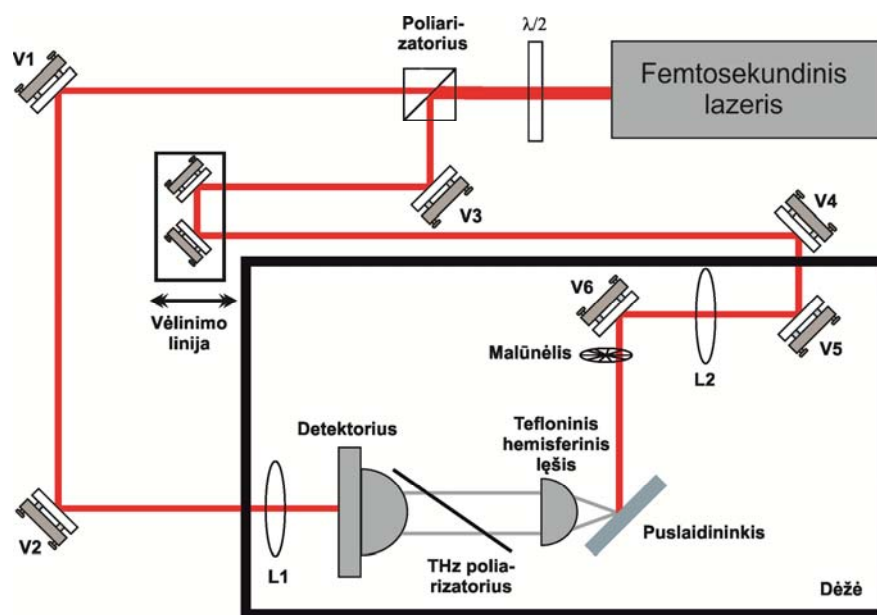 Poliari-
zatorius
λ/2
V1
Femtosekundinis
lazeris
V3
V4
Vėlinimo
linija
V6
Malūnėlis
L2
V5
Detektorius
Tefloninis
hemisferinis
lęšis
V2
L1
THz polia-
rizatorius
Puslaidininkis
Dėžė